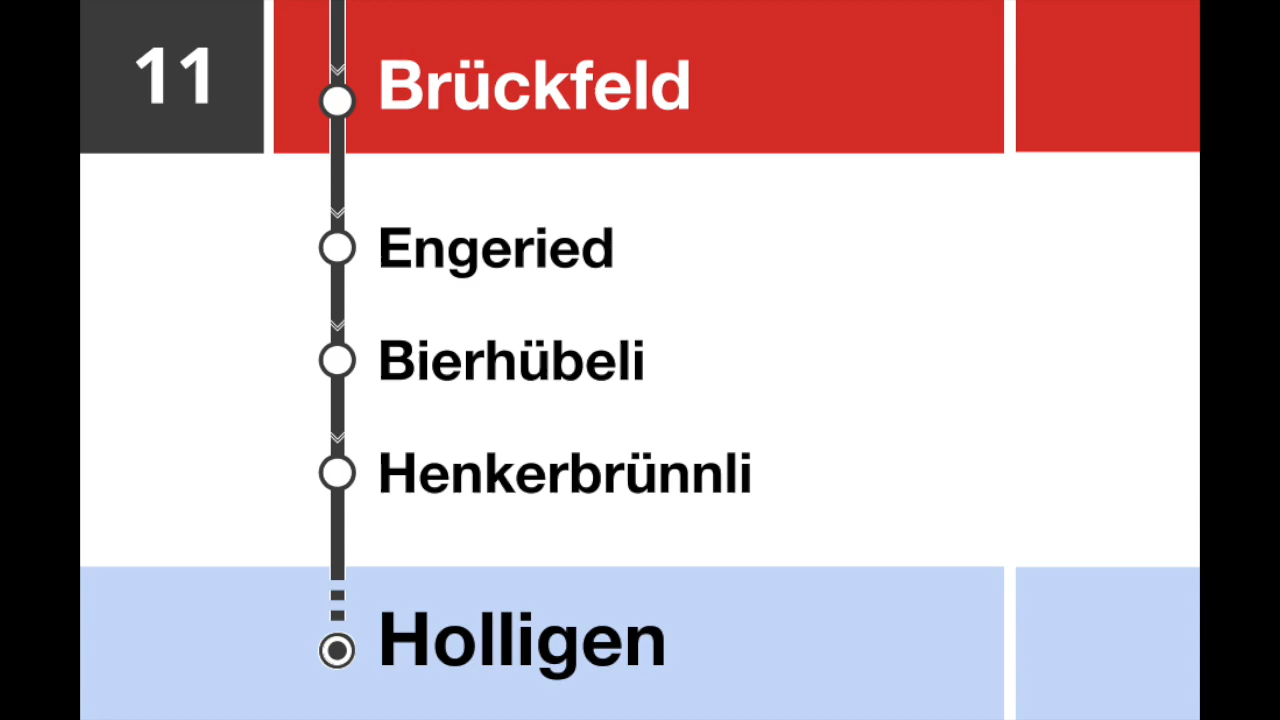 11 Brückfeld
Engeried
Bierhübeli
Henkerbrünnli
Holligen